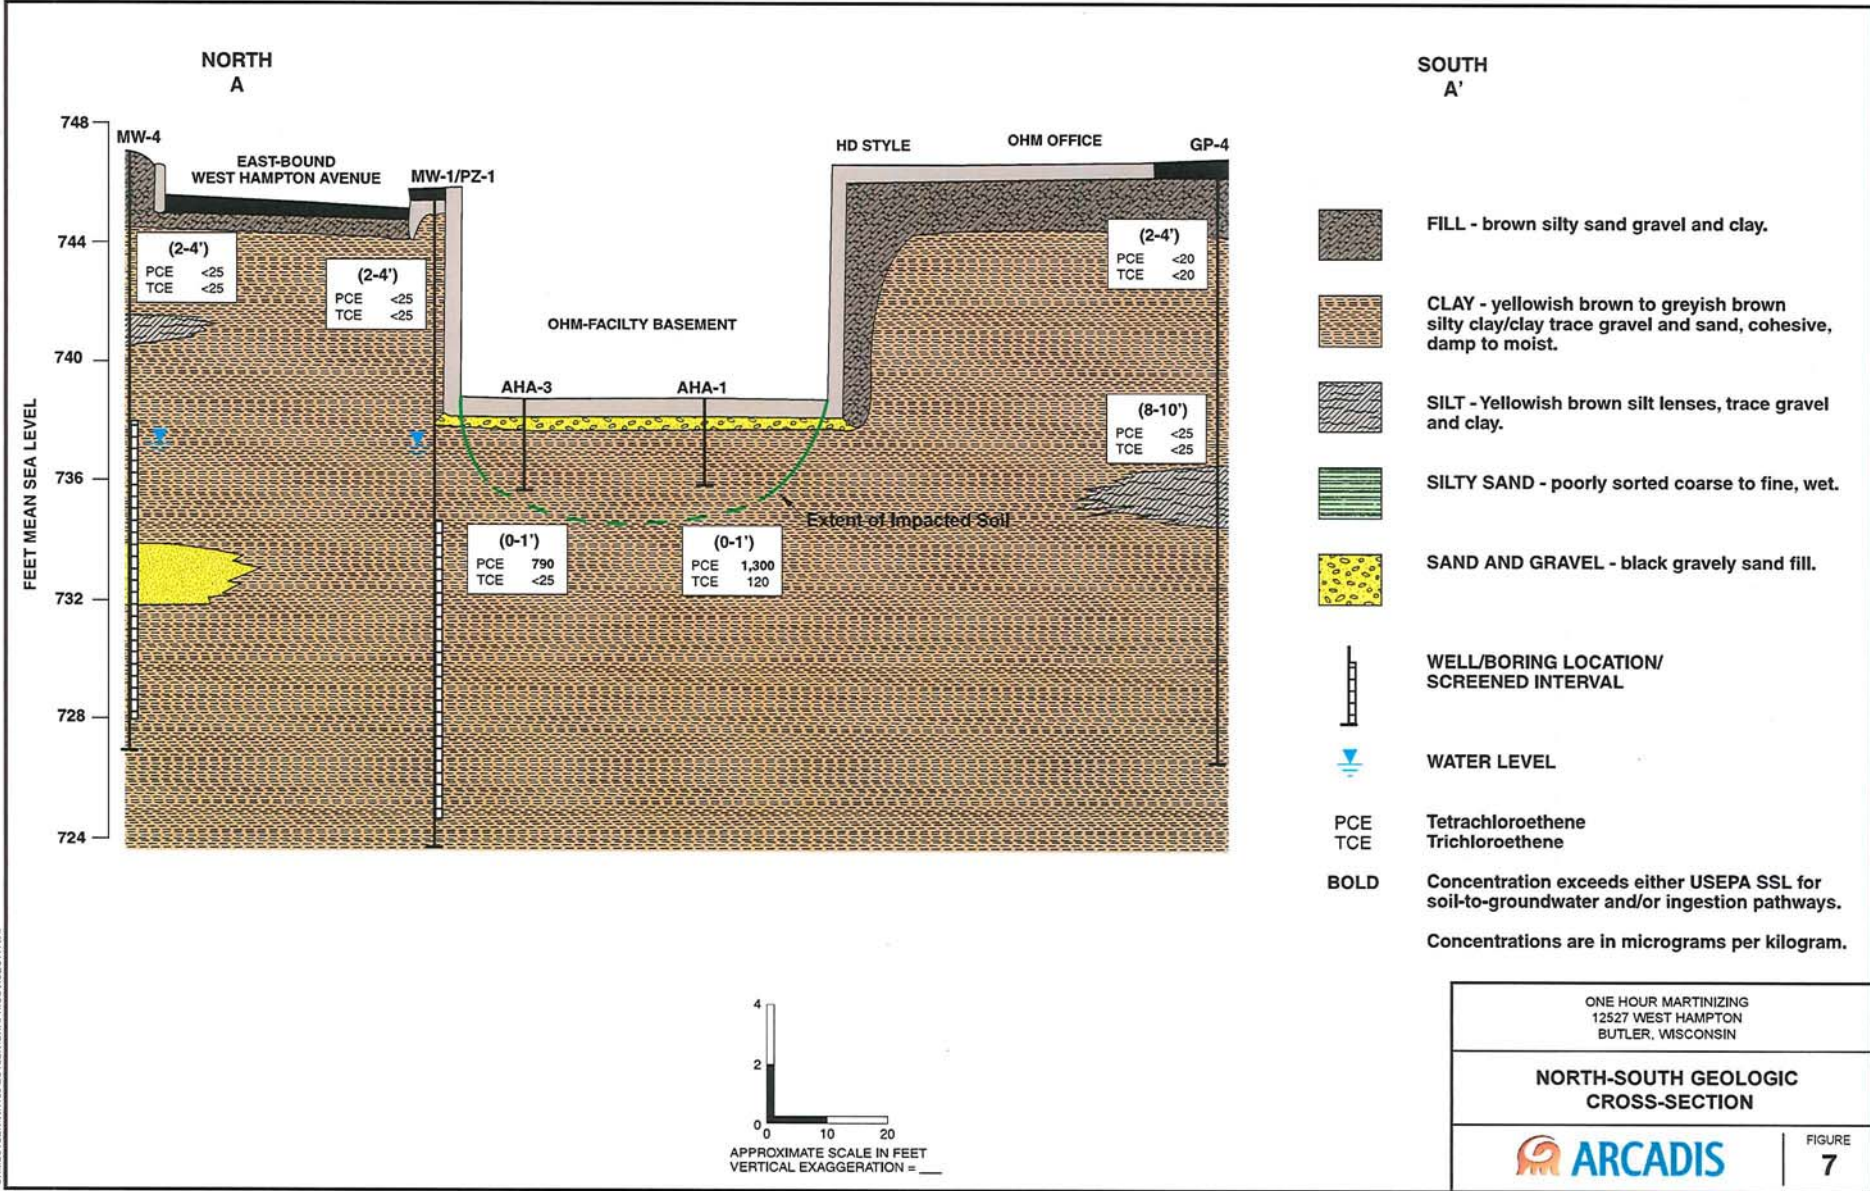 NORTH
A
SOUTH
A'
748
744
740
736
732
728
724
FEET MEAN SEA LEVEL
MW-4
EAST-BOUND
WEST HAMPTON AVENUE
MW-1/PZ-1
HD STYLE
OHM OFFICE
GP-4
(2-4')
PCE <25
TCE <25
(2-4')
PCE <25
TCE <25
(2-4')
PCE <20
TCE <20
OHM-FACILTY BASEMENT
AHA-3
AHA-1
(8-10')
PCE <25
TCE <25
Extent of Impacted Soil
(0-1')
PCE 790
TCE <25
(0-1')
PCE 1,300
TCE 120
FILL - brown silty sand gravel and clay.
CLAY - yellowish brown to greyish brown
silty clay/clay trace gravel and sand, cohesive,
damp to moist.
SILT - Yellowish brown silt lenses, trace gravel
and clay.
SILTY SAND - poorly sorted coarse to fine, wet.
SAND AND GRAVEL - black gravely sand fill.
WELL/BORING LOCATION/
SCREENED INTERVAL
WATER LEVEL
PCE Tetrachloroethene
TCE Trichloroethene
BOLD Concentration exceeds either USEPA SSL for
soil-to-groundwater and/or ingestion pathways.
Concentrations are in micrograms per kilogram.
4
2
0
0 10 20
APPROXIMATE SCALE IN FEET
VERTICAL EXAGGERATION = ___
ONE HOUR MARTINIZING
12527 WEST HAMPTON
BUTLER, WISCONSIN
NORTH-SOUTH GEOLOGIC
CROSS-SECTION
ARCADIS
FIGURE
7